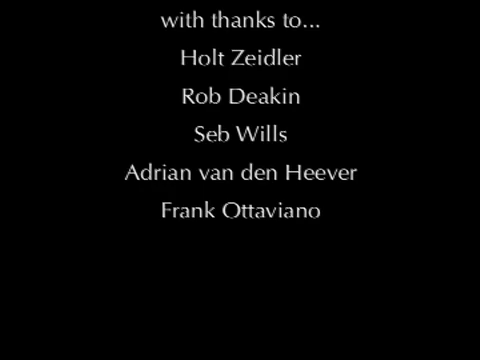 with thanks to...
Holt Zeidler
Rob Deakin
Seb Wills
Adrian van den Heever
Frank Ottaviano